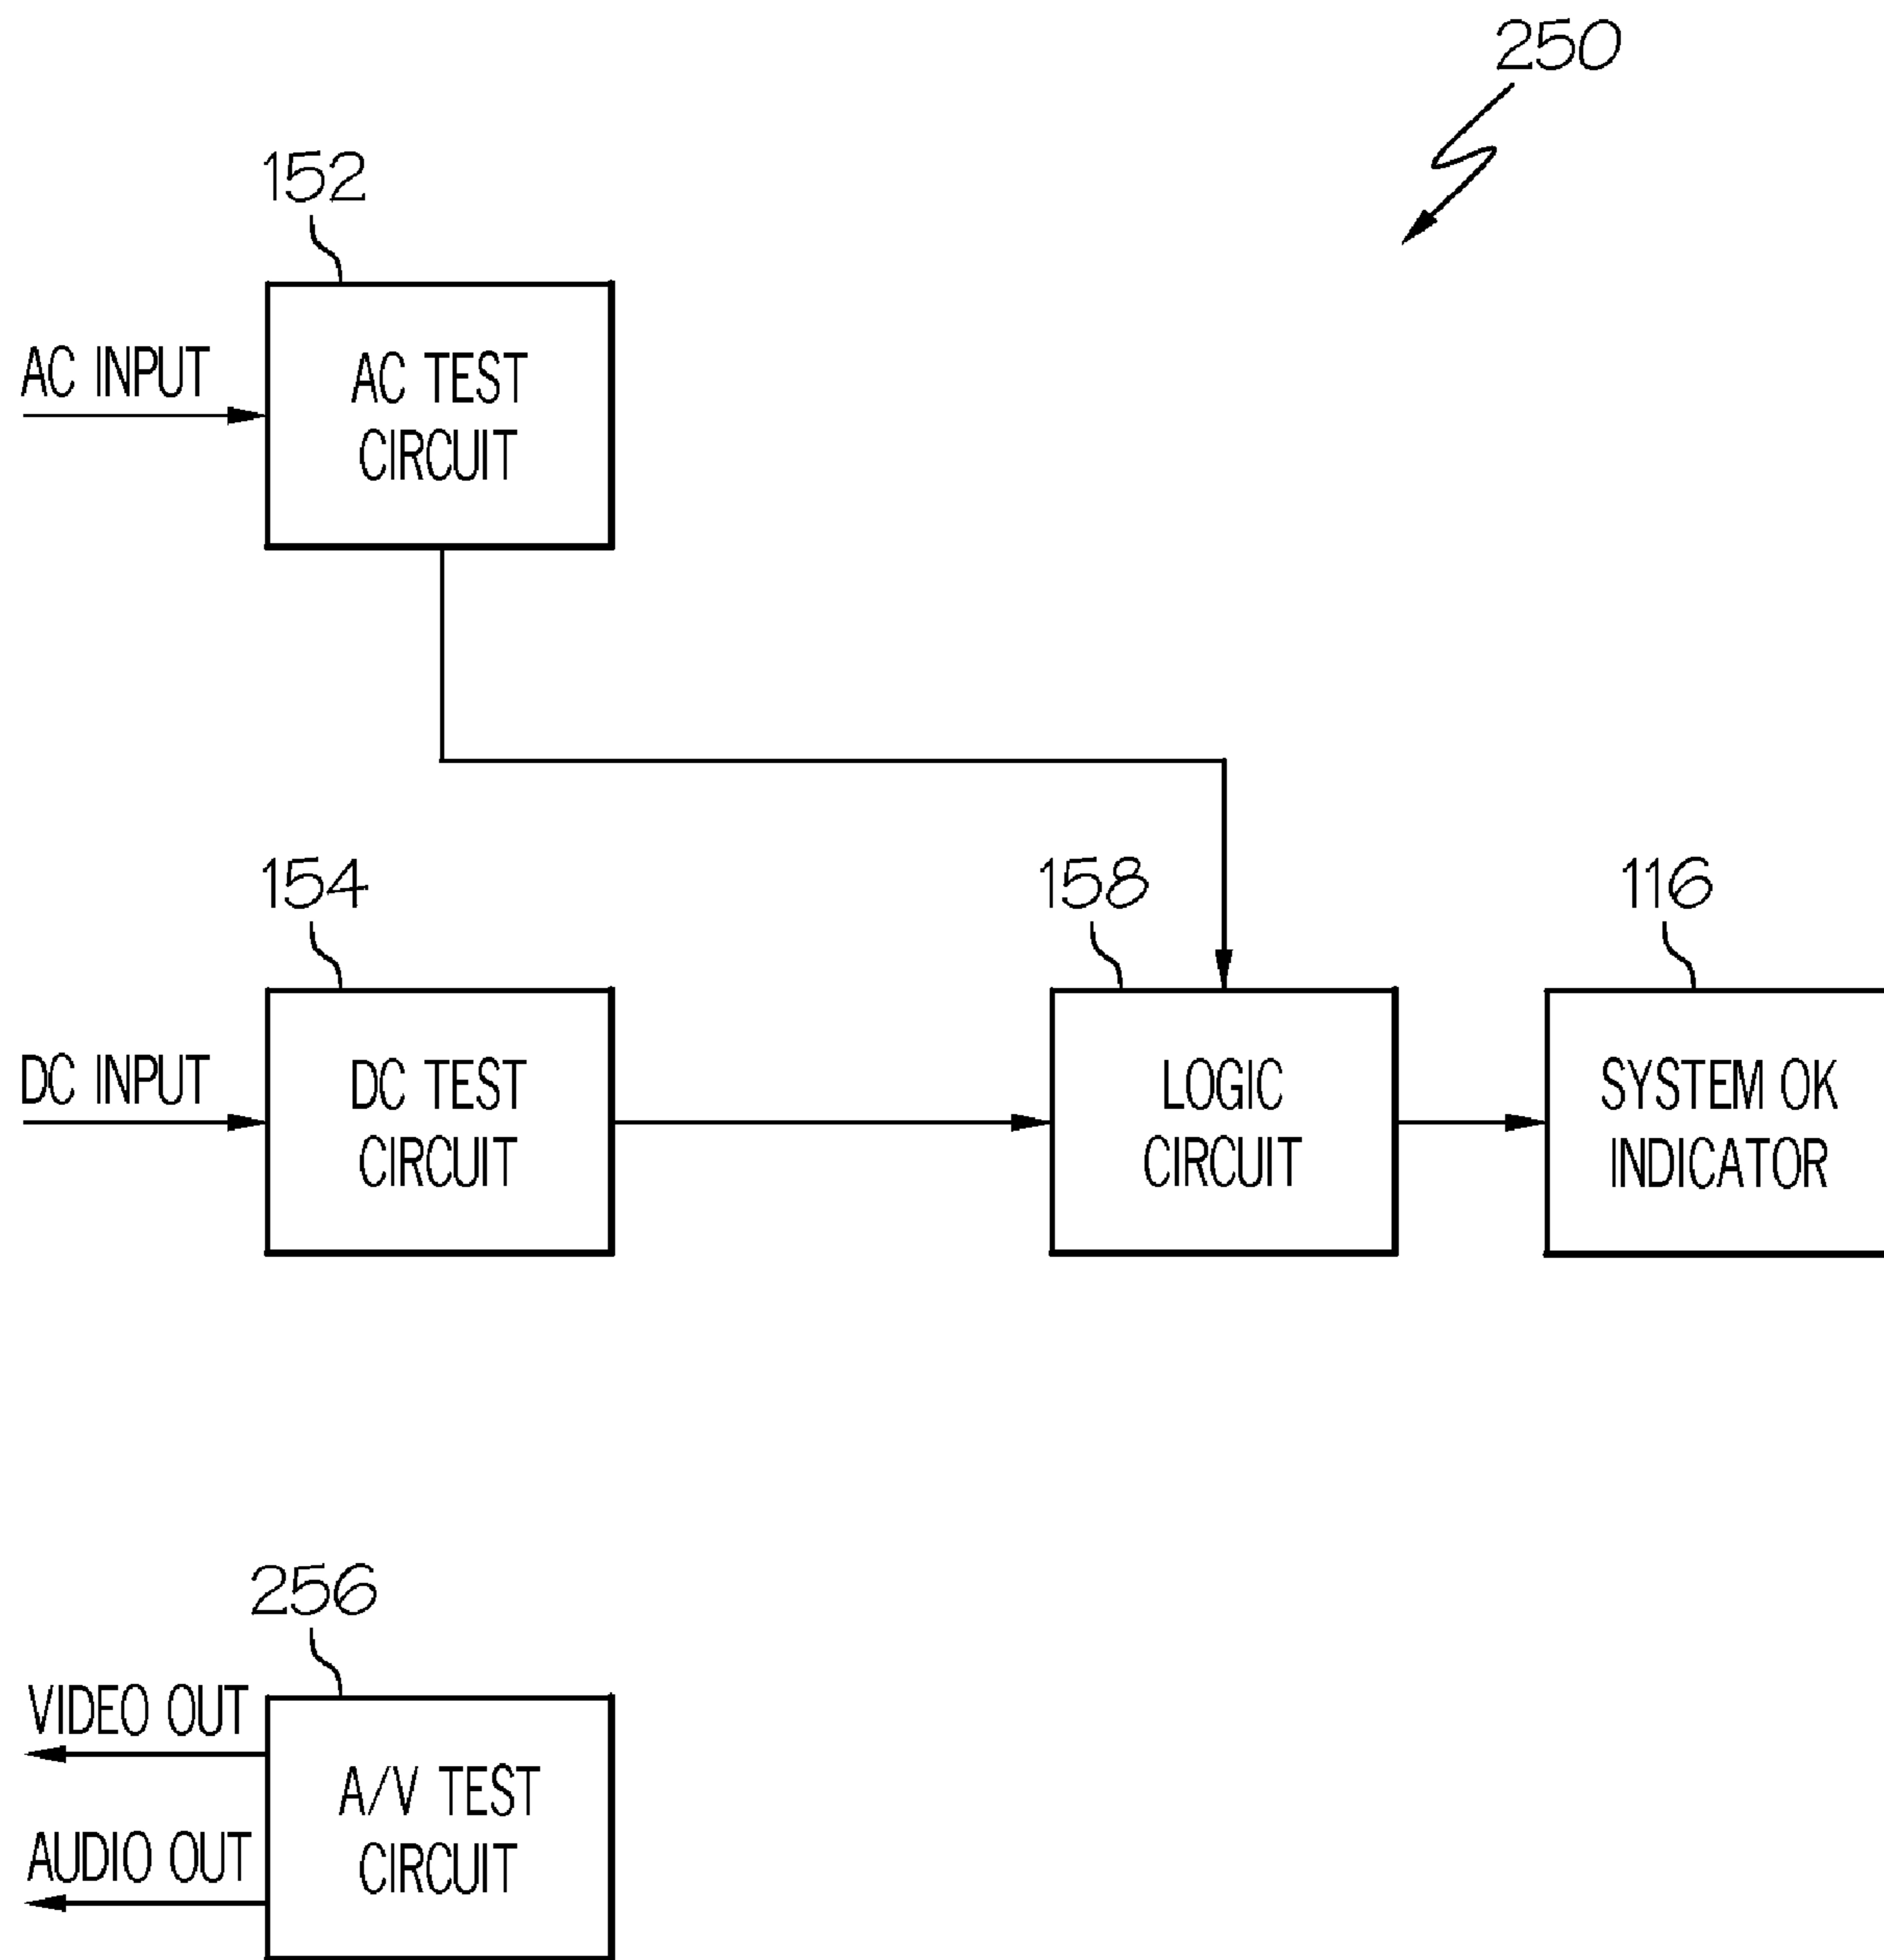 250
152
AC INPUT
AC TEST
CIRCUIT
154
158
116
DC INPUT
DC TEST
CIRCUIT
LOGIC
CIRCUIT
SYSTEM OK
INDICATOR
256
VIDEO OUT
AUDIO OUT
A/V TEST
CIRCUIT